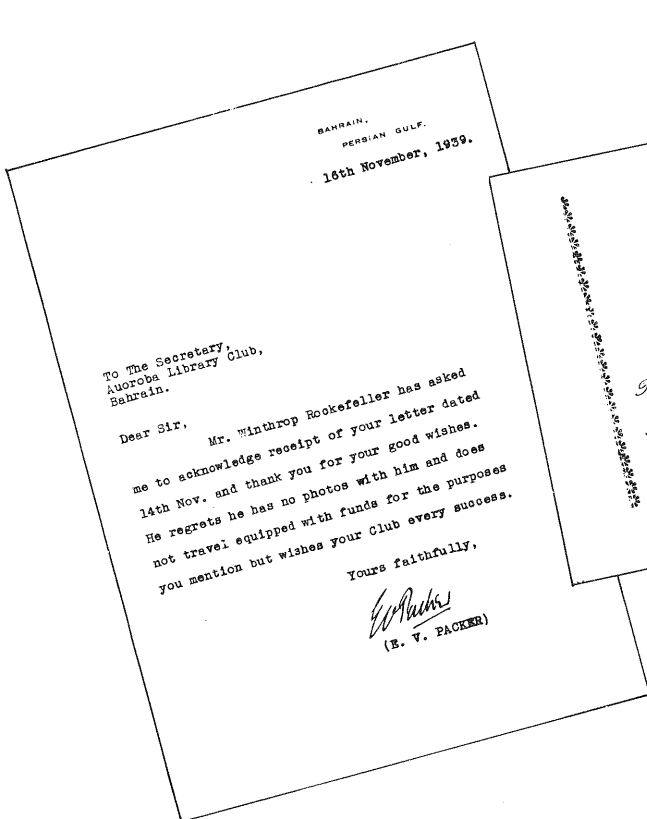 BAHRAIN,
PERSIAN GULF.
16th November, 1939.
To The Secretary,
Auoroba Library Club,
Bahrain.
Dear Sir,
Mr. Winthrop Rockefeller has asked
me to acknowledge receipt of your letter dated
14th Nov. and thank you for your good wishes.
He regrets he has no photos with him and does
not travel equipped with funds for the purposes
you mention but wishes your Club every success.
Yours faithfully,
EVPacker
(E. V. PACKER)